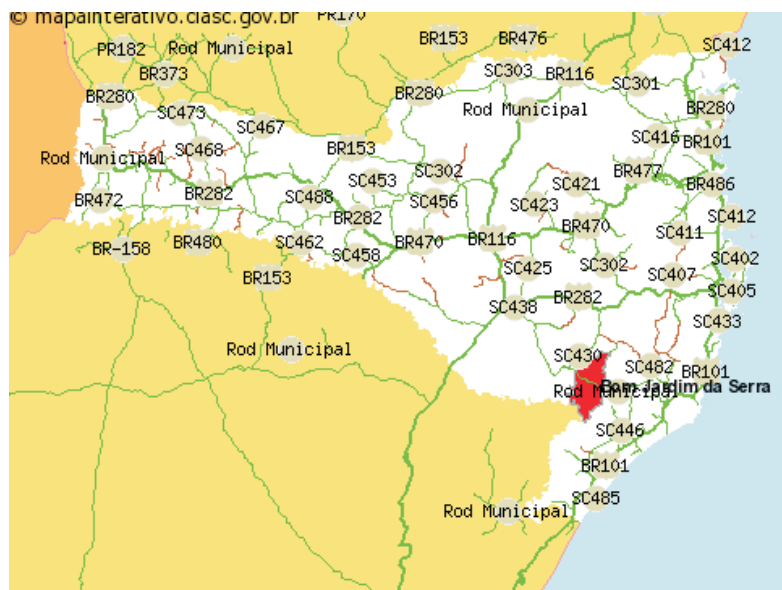 © mapainterativo.ciasc.gov.br
PR170
PR182
Rod Municipal
BR153
BR476
SC412
BR373
SC303
BR116
SC301
BR280
BR280
BR280
SC473
Rod Municipal
SC467
SC416
BR101
Rod Municipal
SC468
BR153
SC302
BR477
SC453
SC421
BR486
BR472
BR282
SC488
SC456
SC423
BR282
BR470
SC412
BR-158
BR480
SC462
SC458
BR470
BR116
SC411
SC425
SC302
SC407
SC402
BR153
SC438
BR282
SC405
SC433
Rod Municipal
SC430
SC482
BR101
Bom Jardim da Serra
Rod Municipal
SC446
BR101
SC485
Rod Municipal